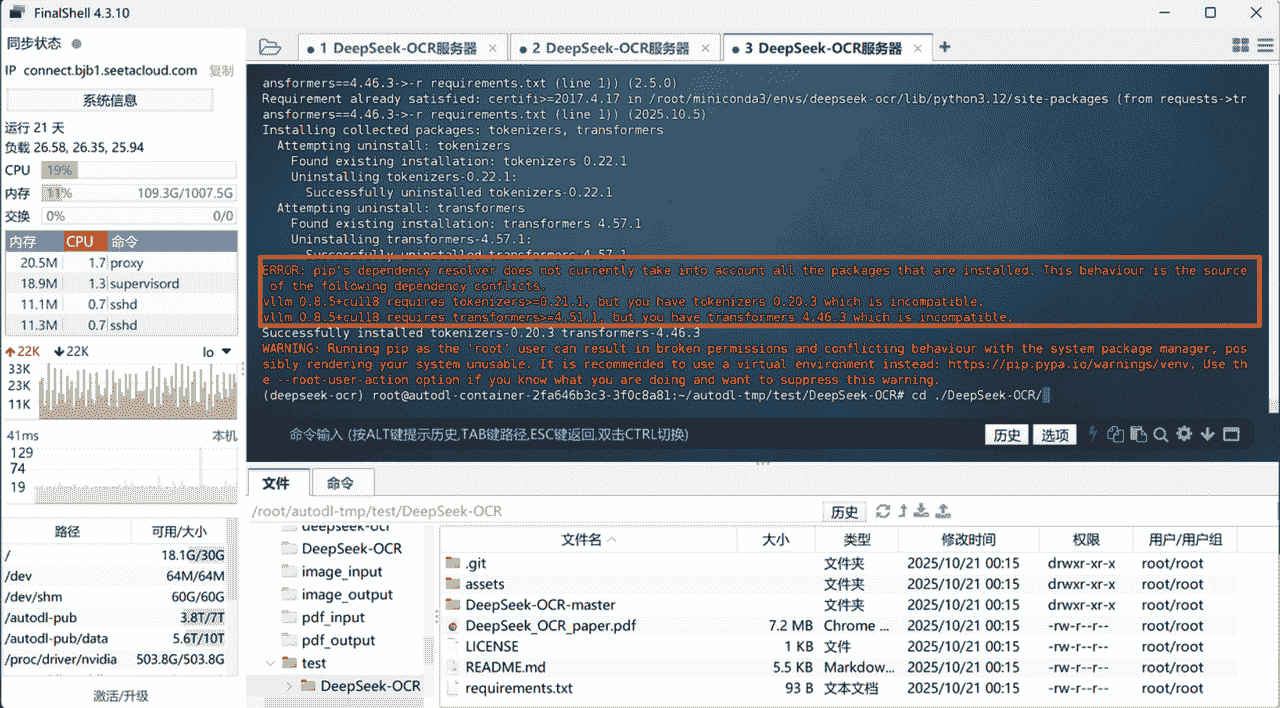 FinalShell 4.3.10
同步状态
IP connect.bjb1.seetacloud.com 复制
系统信息
运行 21 天
负载 26.58, 26.35, 25.94
CPU 19%
内存 11% 109.3G/1007.5G
交换 0% 0/0
内存 CPU 命令
20.5M 1.7 proxy
18.9M 1.3 supervisord
11.1M 0.7 sshd
11.3M 0.7 sshd
22K 22K lo
33K
23K
11K
41ms 本机
129
74
19
路径 可用/大小
/ 18.1G/30G
/dev 64M/64M
/dev/shm 60G/60G
/autodl-pub 3.8T/7T
/autodl-pub/data 5.6T/10T
/proc/driver/nvidia 503.8G/503.8G
激活/升级
1 DeepSeek-OCR服务器
2 DeepSeek-OCR服务器
3 DeepSeek-OCR服务器
ansformers==4.46.3->-r requirements.txt (line 1)) (2.5.0)
Requirement already satisfied: certifi>=2017.4.17 in /root/miniconda3/envs/deepseek-ocr/lib/python3.12/site-packages (from requests->tr
ansformers==4.46.3->-r requirements.txt (line 1)) (2025.10.5)
Installing collected packages: tokenizers, transformers
Attempting uninstall: tokenizers
Found existing installation: tokenizers 0.22.1
Uninstalling tokenizers-0.22.1:
Successfully uninstalled tokenizers-0.22.1
Attempting uninstall: transformers
Found existing installation: transformers 4.57.1
Uninstalling transformers-4.57.1:
Successfully uninstalled transformers-4.57.1
ERROR: pip's dependency resolver does not currently take into account all the packages that are installed. This behaviour is the source
of the following dependency conflicts.
vllm 0.8.5+cu118 requires tokenizers>=0.21.1, but you have tokenizers 0.20.3 which is incompatible.
vllm 0.8.5+cu118 requires transformers>=4.51.1, but you have transformers 4.46.3 which is incompatible.
Successfully installed tokenizers-0.20.3 transformers-4.46.3
WARNING: Running pip as the 'root' user can result in broken permissions and conflicting behaviour with the system package manager, pos
sibly rendering your system unusable. It is recommended to use a virtual environment instead: https://pip.pypa.io/warnings/venv. Use th
e --root-user-action option if you know what you are doing and want to suppress this warning.
(deepseek-ocr) root@autodl-container-2fa646b3c3-3f0c8a81:~/autodl-tmp/test/DeepSeek-OCR# cd ./DeepSeek-OCR/
命令输入 (按ALT键提示历史,TAB键路径,ESC键返回,双击CTRL切换) 历史 选项
文件 命令
/root/autodl-tmp/test/DeepSeek-OCR 历史
deepseek-ocr
DeepSeek-OCR
image_input
image_output
pdf_input
pdf_output
test
DeepSeek-OCR
文件名 大小 类型 修改时间 权限 用户/用户组
.git 文件夹 2025/10/21 00:15 drwxr-xr-x root/root
assets 文件夹 2025/10/21 00:15 drwxr-xr-x root/root
DeepSeek-OCR-master 文件夹 2025/10/21 00:15 drwxr-xr-x root/root
DeepSeek_OCR_paper.pdf 7.2 MB Chrome ... 2025/10/21 00:15 -rw-r--r-- root/root
LICENSE 1 KB 文件 2025/10/21 00:15 -rw-r--r-- root/root
README.md 5.5 KB Markdow... 2025/10/21 00:15 -rw-r--r-- root/root
requirements.txt 93 B 文本文档 2025/10/21 00:15 -rw-r--r-- root/root